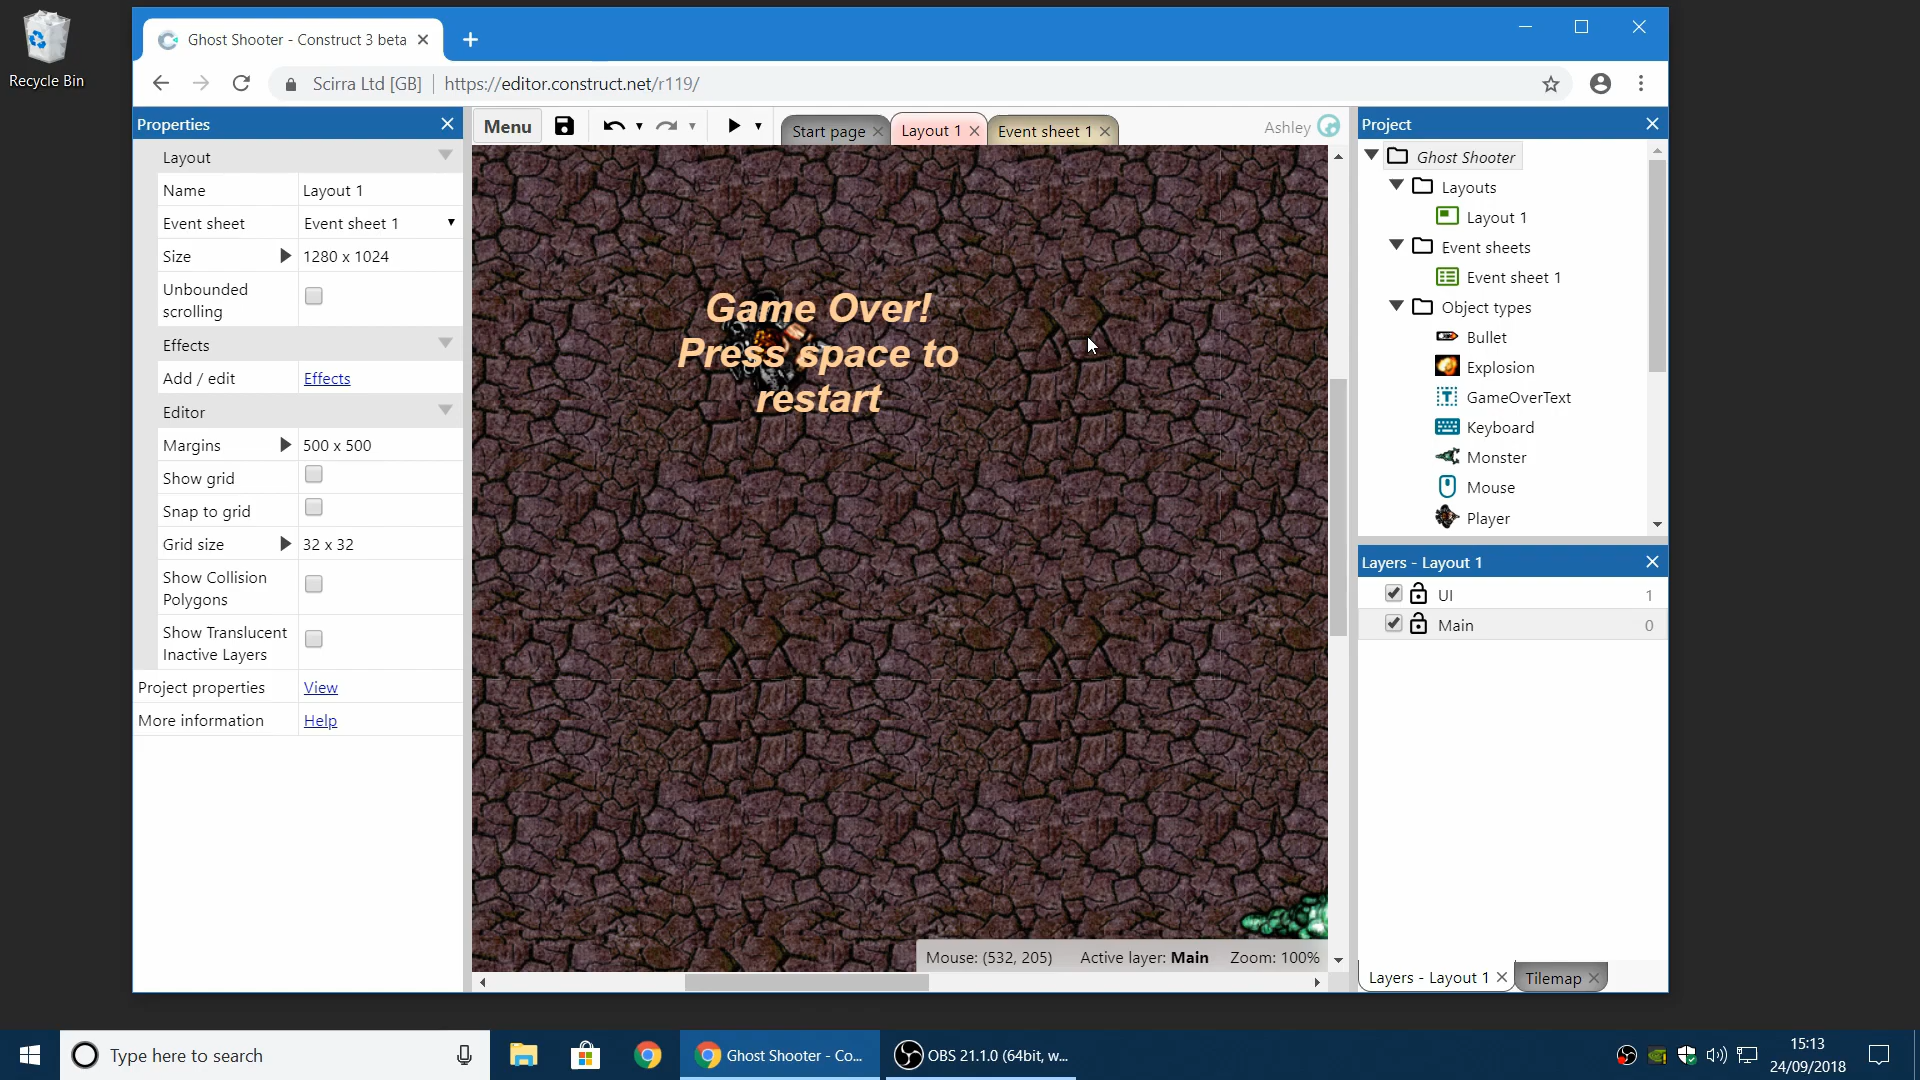 Recycle Bin
Ghost Shooter - Construct 3 beta
Scirra Ltd [GB]
https://editor.construct.net/r119/
Properties
Layout
Name
Layout 1
Event sheet
Event sheet 1
Size
1280 x 1024
Unbounded
scrolling
Effects
Add / edit
Effects
Editor
Margins
500 x 500
Show grid
Snap to grid
Grid size
32 x 32
Show Collision
Polygons
Show Translucent
Inactive Layers
Project properties
View
More information
Help
Menu
Start page
Layout 1
Event sheet 1
Ashley
Game Over!
Press space to
restart
Mouse: (532, 205)
Active layer: Main
Zoom: 100%
Project
Ghost Shooter
Layouts
Layout 1
Event sheets
Event sheet 1
Object types
Bullet
Explosion
GameOverText
Keyboard
Monster
Mouse
Player
Layers - Layout 1
UI
1
Main
0
Layers - Layout 1
Tilemap
Type here to search
Ghost Shooter - Co...
OBS 21.1.0 (64bit, w...
15:13
24/09/2018